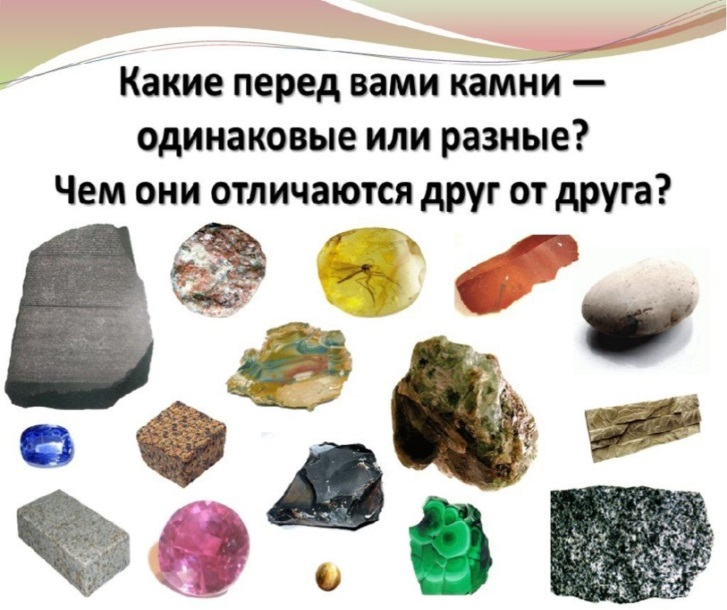 Какие перед вами камни —
одинаковые или разные?
Чем они отличаются друг от друга?